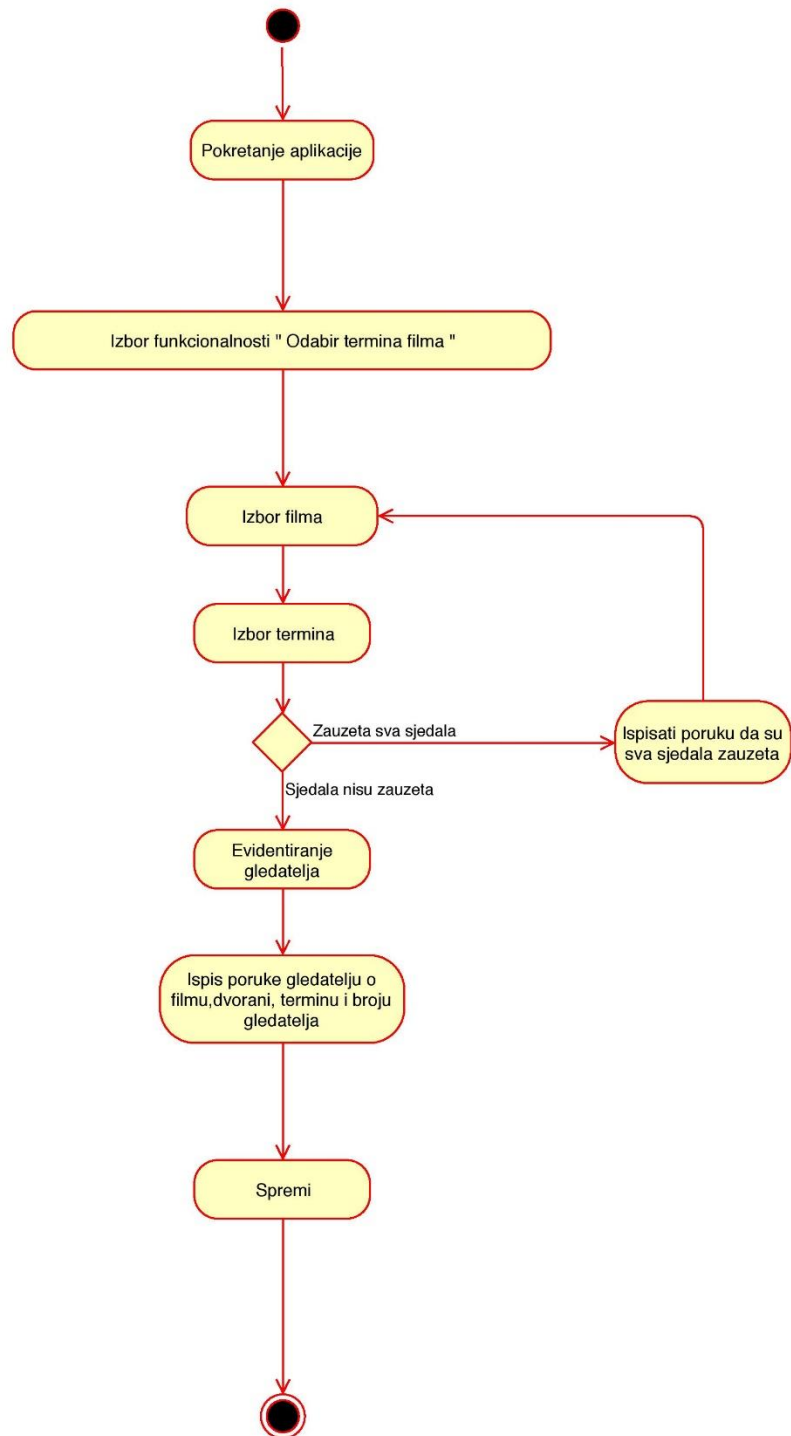 Pokretanje aplikacije
Izbor funkcionalnosti " Odabir termina filma "
Izbor filma
Izbor termina
Zauzeta sva sjedala
Ispisati poruku da su
sva sjedala zauzeta
Sjedala nisu zauzeta
Evidentiranje
gledatelja
Ispis poruke gledatelju o
filmu,dvorani, terminu i broju
gledatelja
Spremi